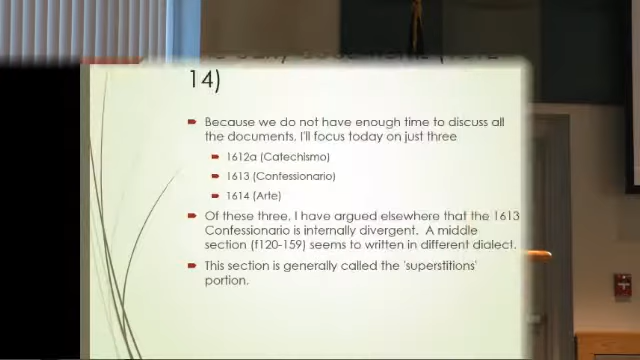 14)
Because we do not have enough time to discuss all
the documents, I'll focus today on just three
1612a (Catechismo)
1613 (Confessionario)
1614 (Arte)
Of these three, I have argued elsewhere that the 1613
Confessionario is internally divergent. A middle
section (f120-159) seems to written in different dialect.
This section is generally called the 'superstitions'
portion.